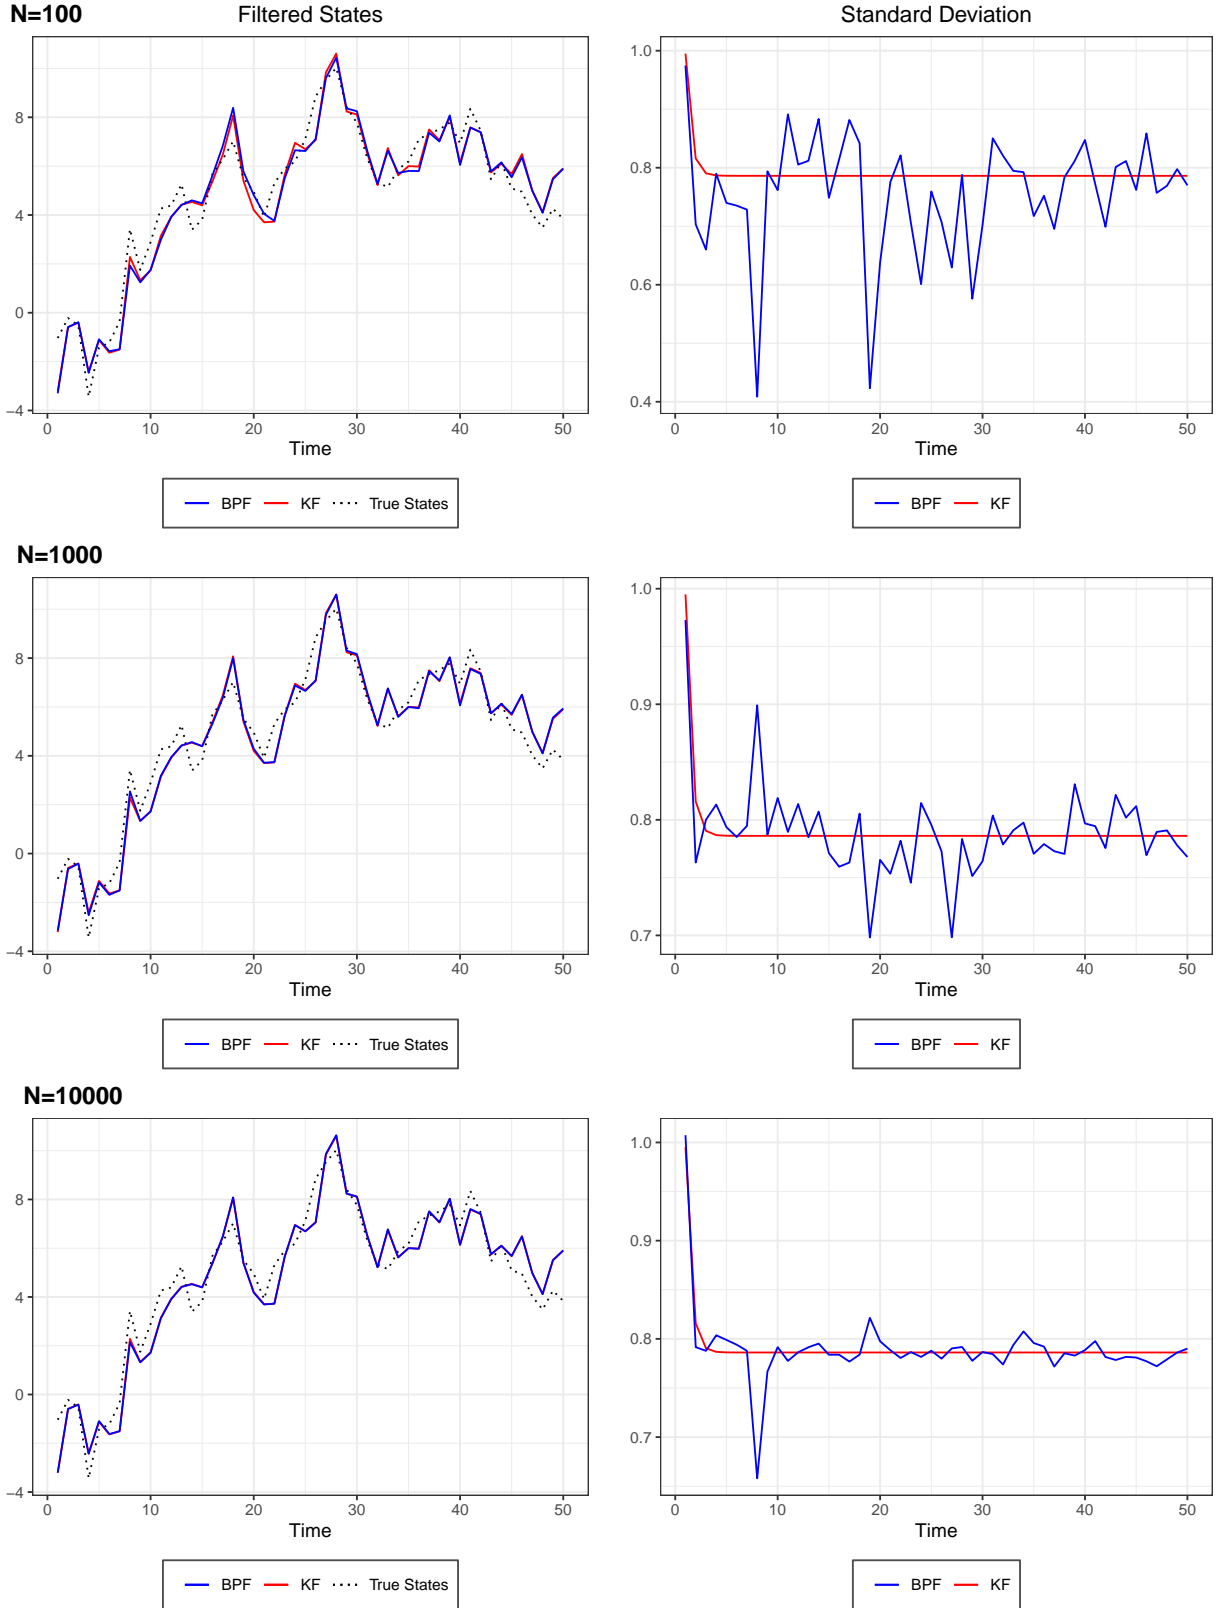 N=100
Filtered States
Standard Deviation
8
4
0
−4
0 10 20 30 40 50
Time
BPF KF True States
1.0
0.8
0.6
0.4
0 10 20 30 40 50
Time
BPF KF
N=1000
8
4
0
−4
0 10 20 30 40 50
Time
BPF KF True States
1.0
0.9
0.8
0.7
0 10 20 30 40 50
Time
BPF KF
N=10000
8
4
0
−4
0 10 20 30 40 50
Time
BPF KF True States
1.0
0.9
0.8
0.7
0 10 20 30 40 50
Time
BPF KF